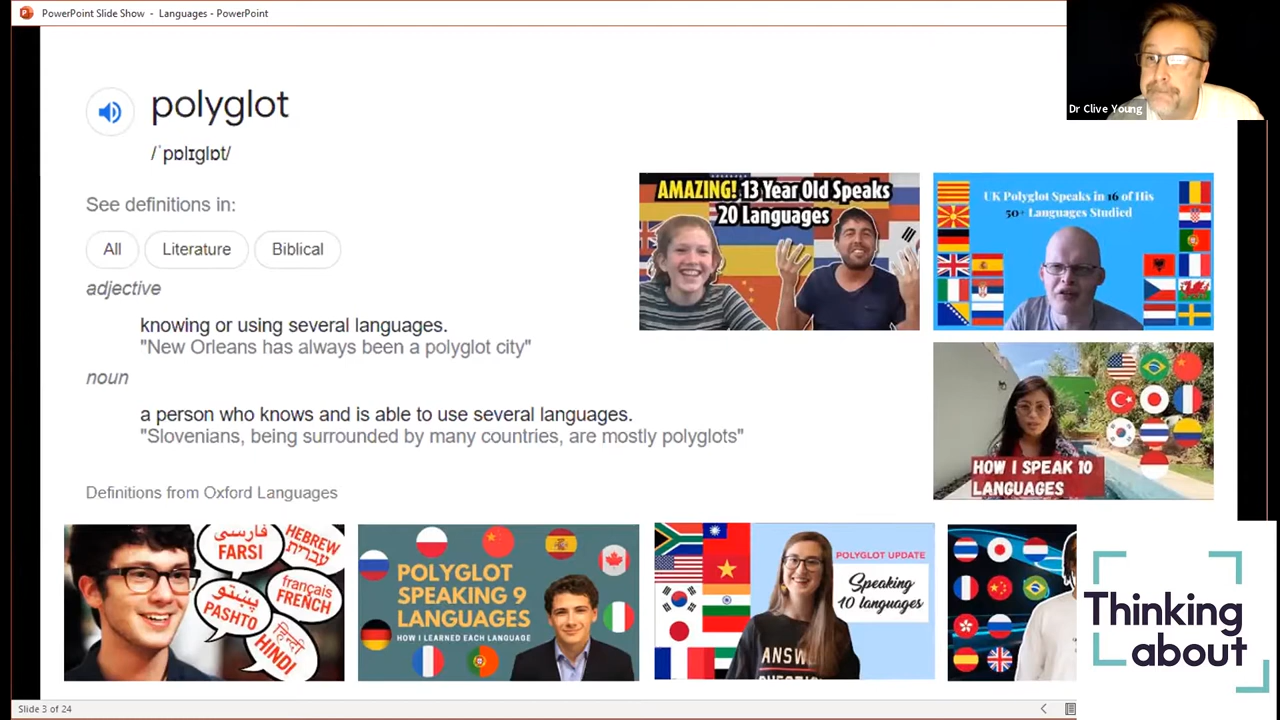 PowerPoint Slide Show - Languages - PowerPoint
Dr Clive Young
polyglot
/ˈpɒlɪɡlɒt/
See definitions in:
All
Literature
Biblical
adjective
knowing or using several languages.
"New Orleans has always been a polyglot city"
noun
a person who knows and is able to use several languages.
"Slovenians, being surrounded by many countries, are mostly polyglots"
Definitions from Oxford Languages
AMAZING! 13 Year Old Speaks
20 Languages
UK Polyglot Speaks in 16 of His
50+ Languages Studied
HOW I SPEAK 10
LANGUAGES
فارسی
FARSI
HEBREW
עברית
français
FRENCH
پښتو
PASHTO
हिन्दी
HINDI
POLYGLOT
SPEAKING 9
LANGUAGES
HOW I LEARNED EACH LANGUAGE
POLYGLOT UPDATE
Speaking
10 languages
ANSW
Thinking
about
Slide 3 of 24